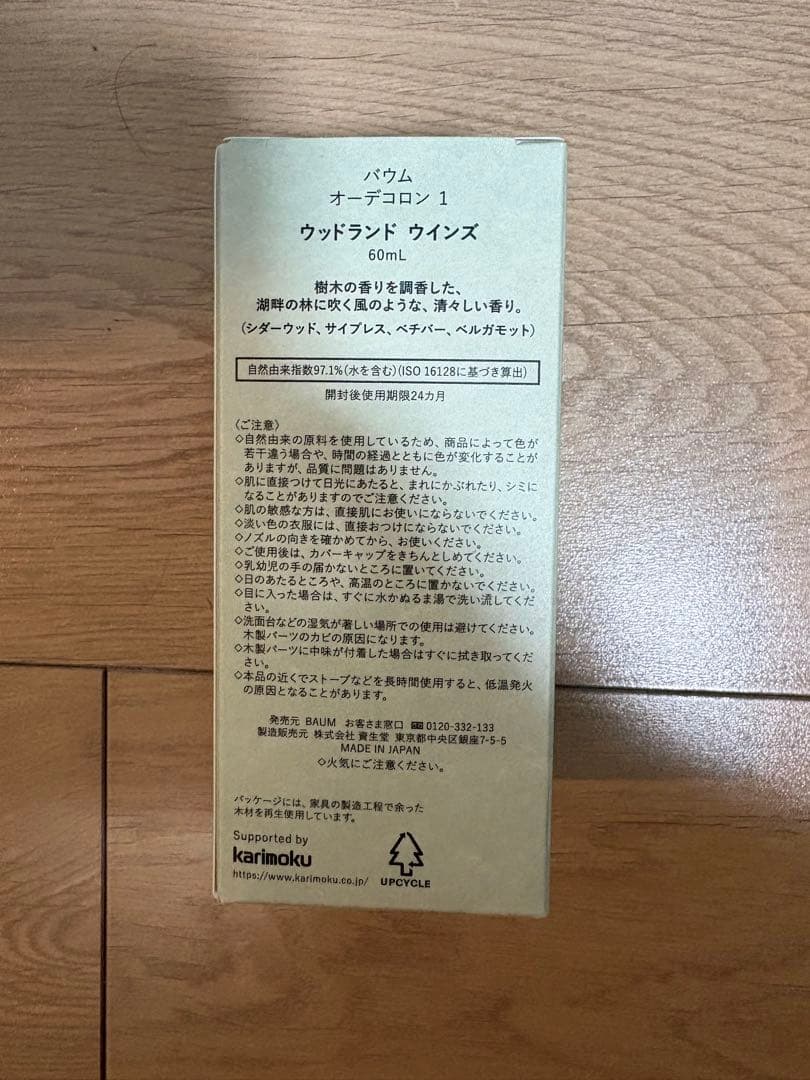 バウム
オーデコロン 1
ウッドランド ウインズ
60mL
樹木の香りを調香した、
湖畔の林に吹く風のような、清々しい香り。
(シダーウッド、サイプレス、ベチバー、ベルガモット)
自然由来指数97.1%(水を含む)(ISO 16128に基づき算出)
開封後使用期限24カ月
〈ご注意〉
◇自然由来の原料を使用しているため、商品によって色が
若干違う場合や、時間の経過とともに色が変化することが
ありますが、品質に問題はありません。
◇肌に直接つけて日光にあたると、まれにかぶれたり、シミに
なることがありますのでご注意ください。
◇肌の敏感な方は、直接肌にお使いにならないでください。
◇淡い色の衣服には、直接おつけにならないでください。
◇ノズルの向きを確かめてから、お使いください。
◇ご使用後は、カバーキャップをきちんとしめてください。
◇乳幼児の手の届かないところに置いてください。
◇日のあたるところや、高温のところに置かないでください。
◇目に入った場合は、すぐに水かぬるま湯で洗い流してくだ
さい。
◇洗面台などの湿気が著しい場所での使用は避けてください。
木製パーツのカビの原因になります。
◇木製パーツに中味が付着した場合はすぐに拭き取ってくだ
さい。
◇本品の近くでストーブなどを長時間使用すると、低温発火
の原因となることがあります。
発売元 BAUM お客さま窓口 0120-332-133
製造販売元 株式会社 資生堂 東京都中央区銀座7-5-5
MADE IN JAPAN
◇火気にご注意ください。
パッケージには、家具の製造工程で余った
木材を再生使用しています。
Supported by
karimoku
https://www.karimoku.co.jp/
UPCYCLE